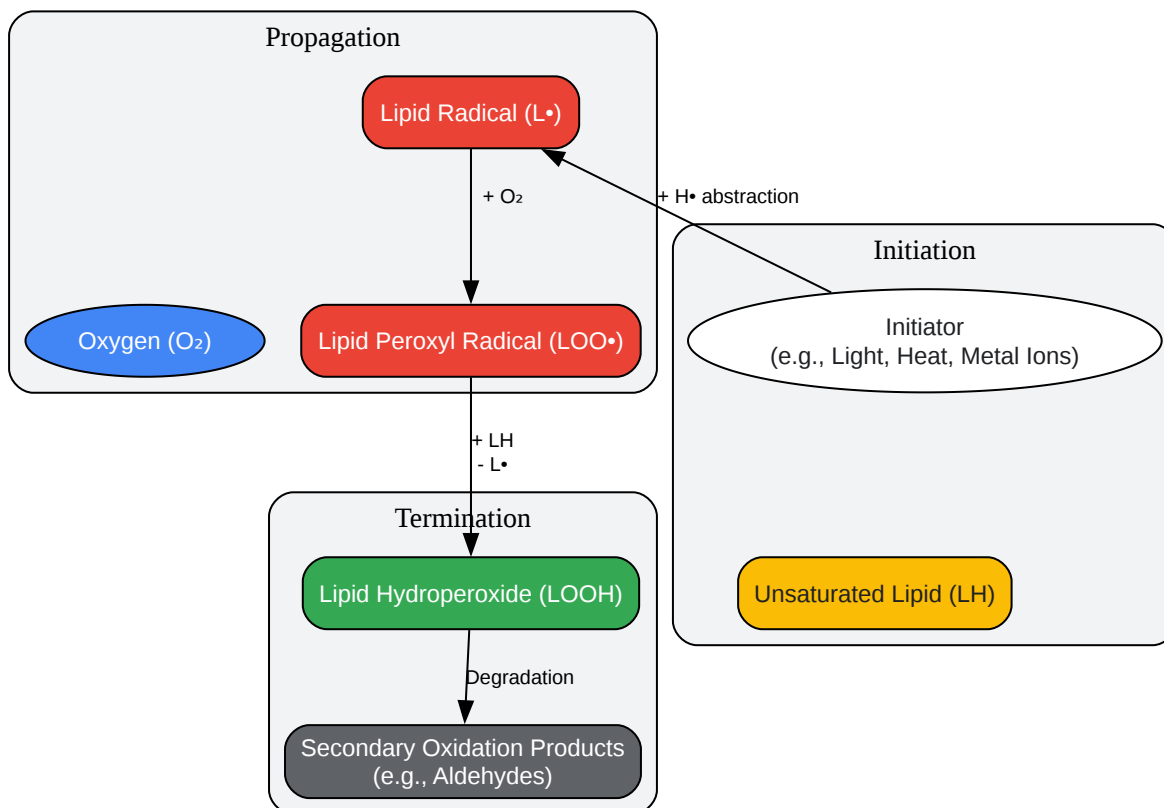 Propagation
Lipid Radical (L•)
+ O₂
+ H• abstraction
Initiation
Oxygen (O₂)
Lipid Peroxyl Radical (LOO•)
Initiator
(e.g., Light, Heat, Metal Ions)
+ LH
- L•
Termination
Lipid Hydroperoxide (LOOH)
Unsaturated Lipid (LH)
Degradation
Secondary Oxidation Products
(e.g., Aldehydes)